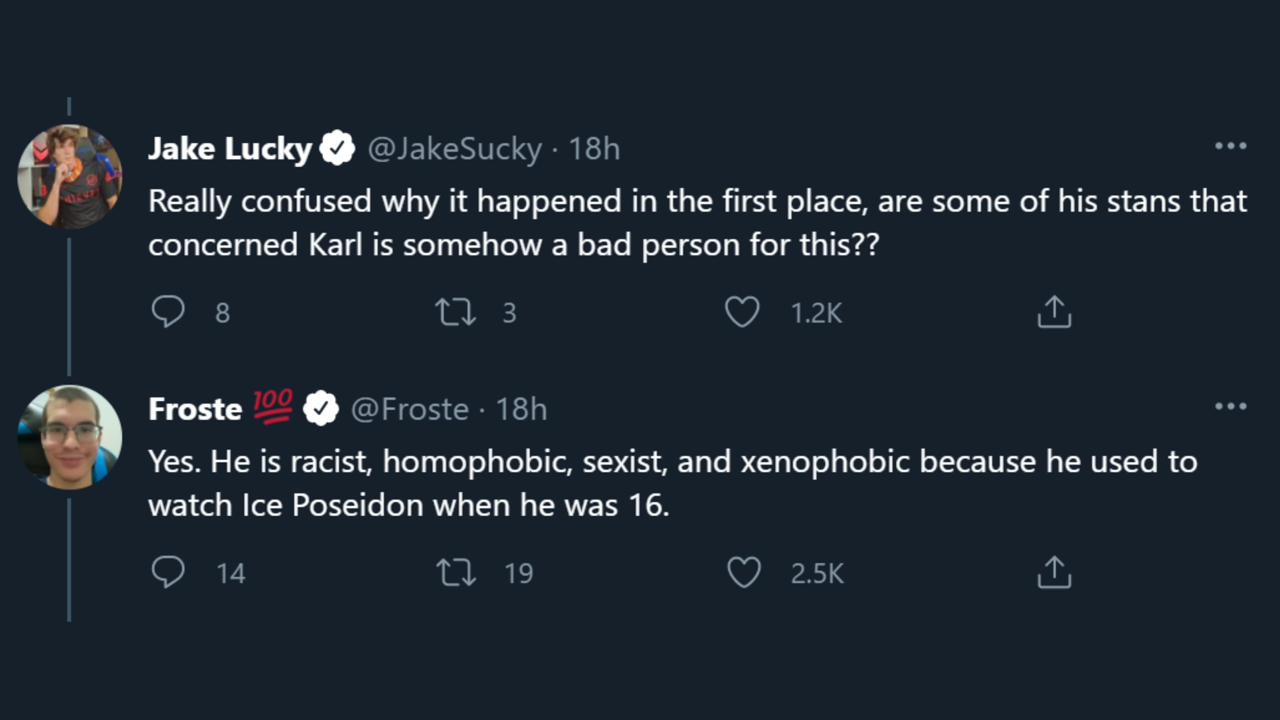 Jake Lucky @JakeSucky · 18h
Really confused why it happened in the first place, are some of his stans that
concerned Karl is somehow a bad person for this??
8 3 1.2K
Froste 💯 @Froste · 18h
Yes. He is racist, homophobic, sexist, and xenophobic because he used to
watch Ice Poseidon when he was 16.
14 19 2.5K